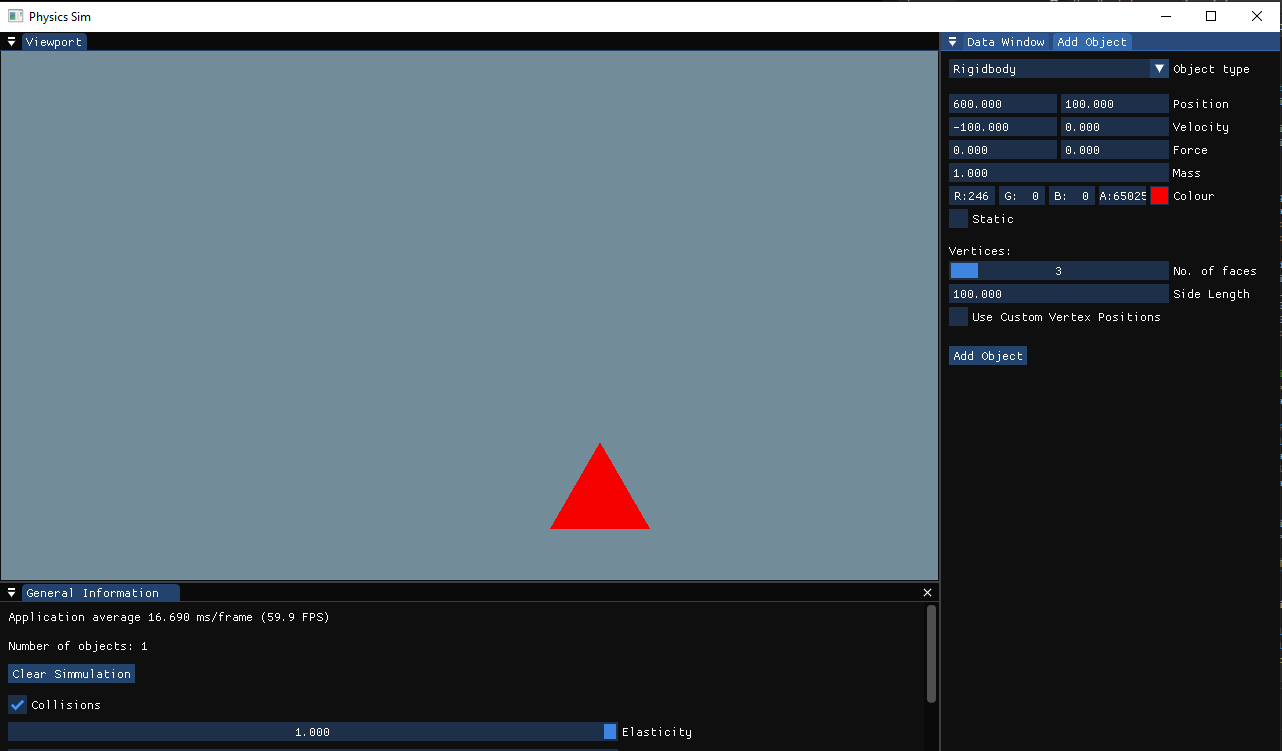 Physics Sim
Viewport
Data Window Add Object
Rigidbody Object type
600.000 100.000 Position
-100.000 0.000 Velocity
0.000 0.000 Force
1.000 Mass
R:246 G: 0 B: 0 A:65025 Colour
Static
Vertices:
3 No. of faces
100.000 Side Length
Use Custom Vertex Positions
Add Object
General Information
Application average 16.690 ms/frame (59.9 FPS)
Number of objects: 1
Clear Simmulation
Collisions
1.000 Elasticity